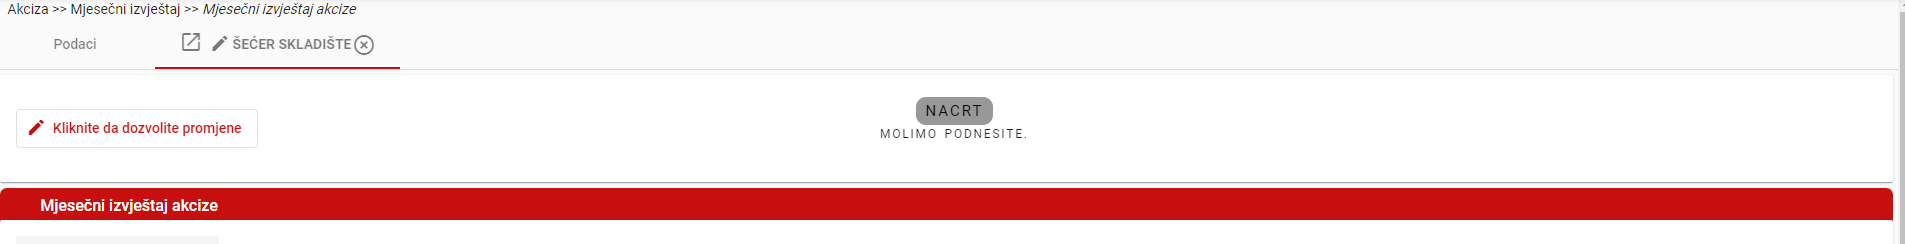 Akciza >> Mjesečni izvještaj >> Mjesečni izvještaj akcize
Podaci
ŠEĆER SKLADIŠTE
NACRT
Kliknite da dozvolite promjene
MOLIMO PODNESITE.
Mjesečni izvještaj akcize